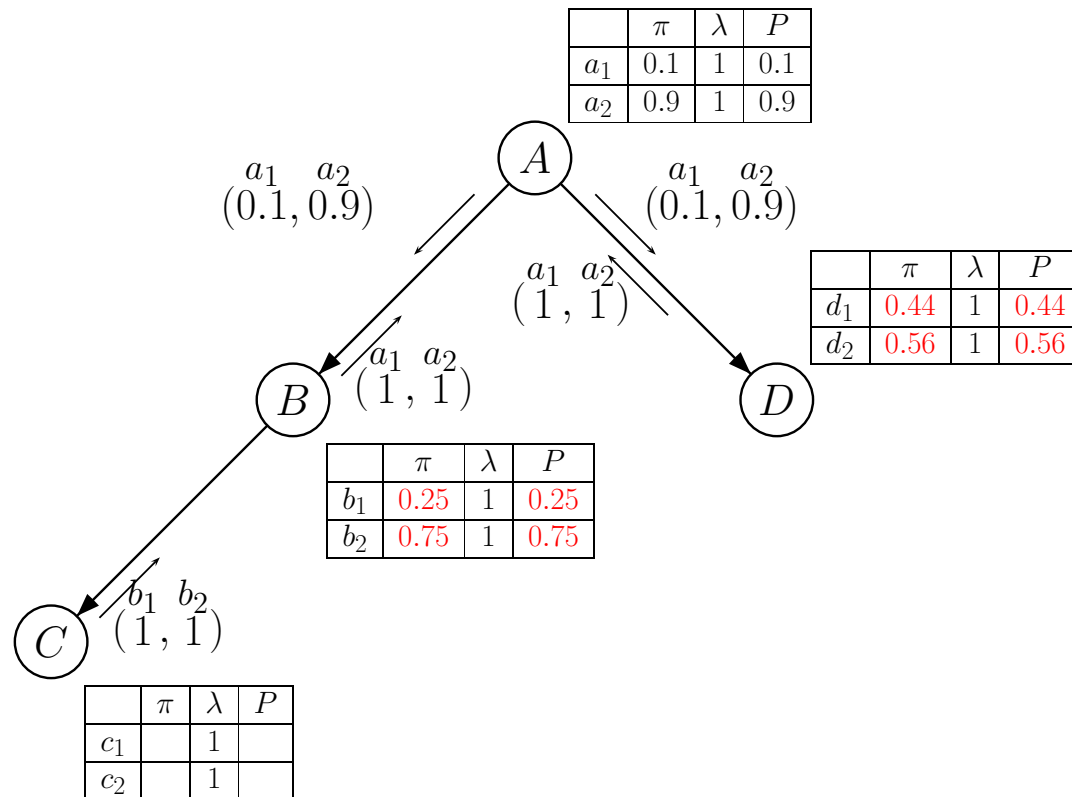 π λ P
a₁ 0.1 1 0.1
a₂ 0.9 1 0.9
A
a₁ a₂
(0.1, 0.9)
a₁ a₂
(0.1, 0.9)
a₁ a₂
(1, 1)
π λ P
d₁ 0.44 1 0.44
d₂ 0.56 1 0.56
a₁ a₂
(1, 1)
B
D
π λ P
b₁ 0.25 1 0.25
b₂ 0.75 1 0.75
b₁ b₂
(1, 1)
C
π λ P
c₁ 1
c₂ 1